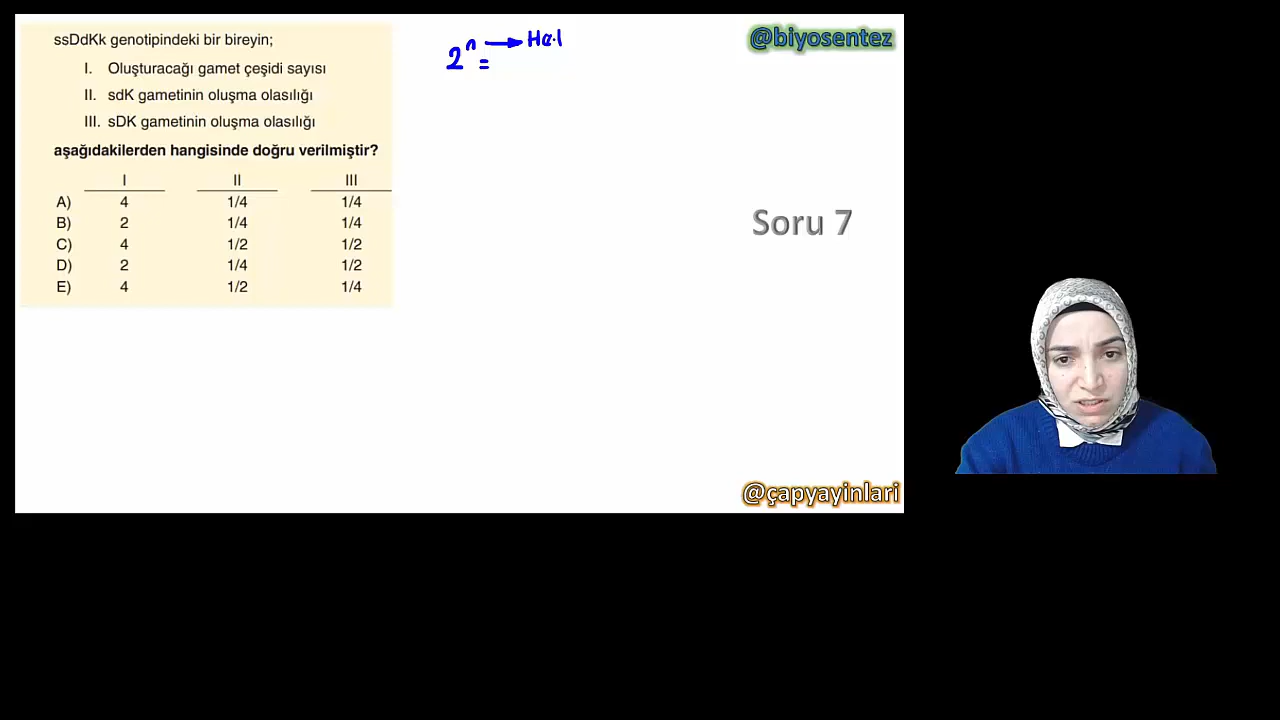 ssDdKk genotipindeki bir bireyin;
I. Oluşturacağı gamet çeşidi sayısı
II. sdK gametinin oluşma olasılığı
III. sDK gametinin oluşma olasılığı
aşağıdakilerden hangisinde doğru verilmiştir?
I II III
A) 4 1/4 1/4
B) 2 1/4 1/4
C) 4 1/2 1/2
D) 2 1/4 1/2
E) 4 1/2 1/4
2ⁿ → Hel
=
@biyosentez
Soru 7
@çapyayinlari